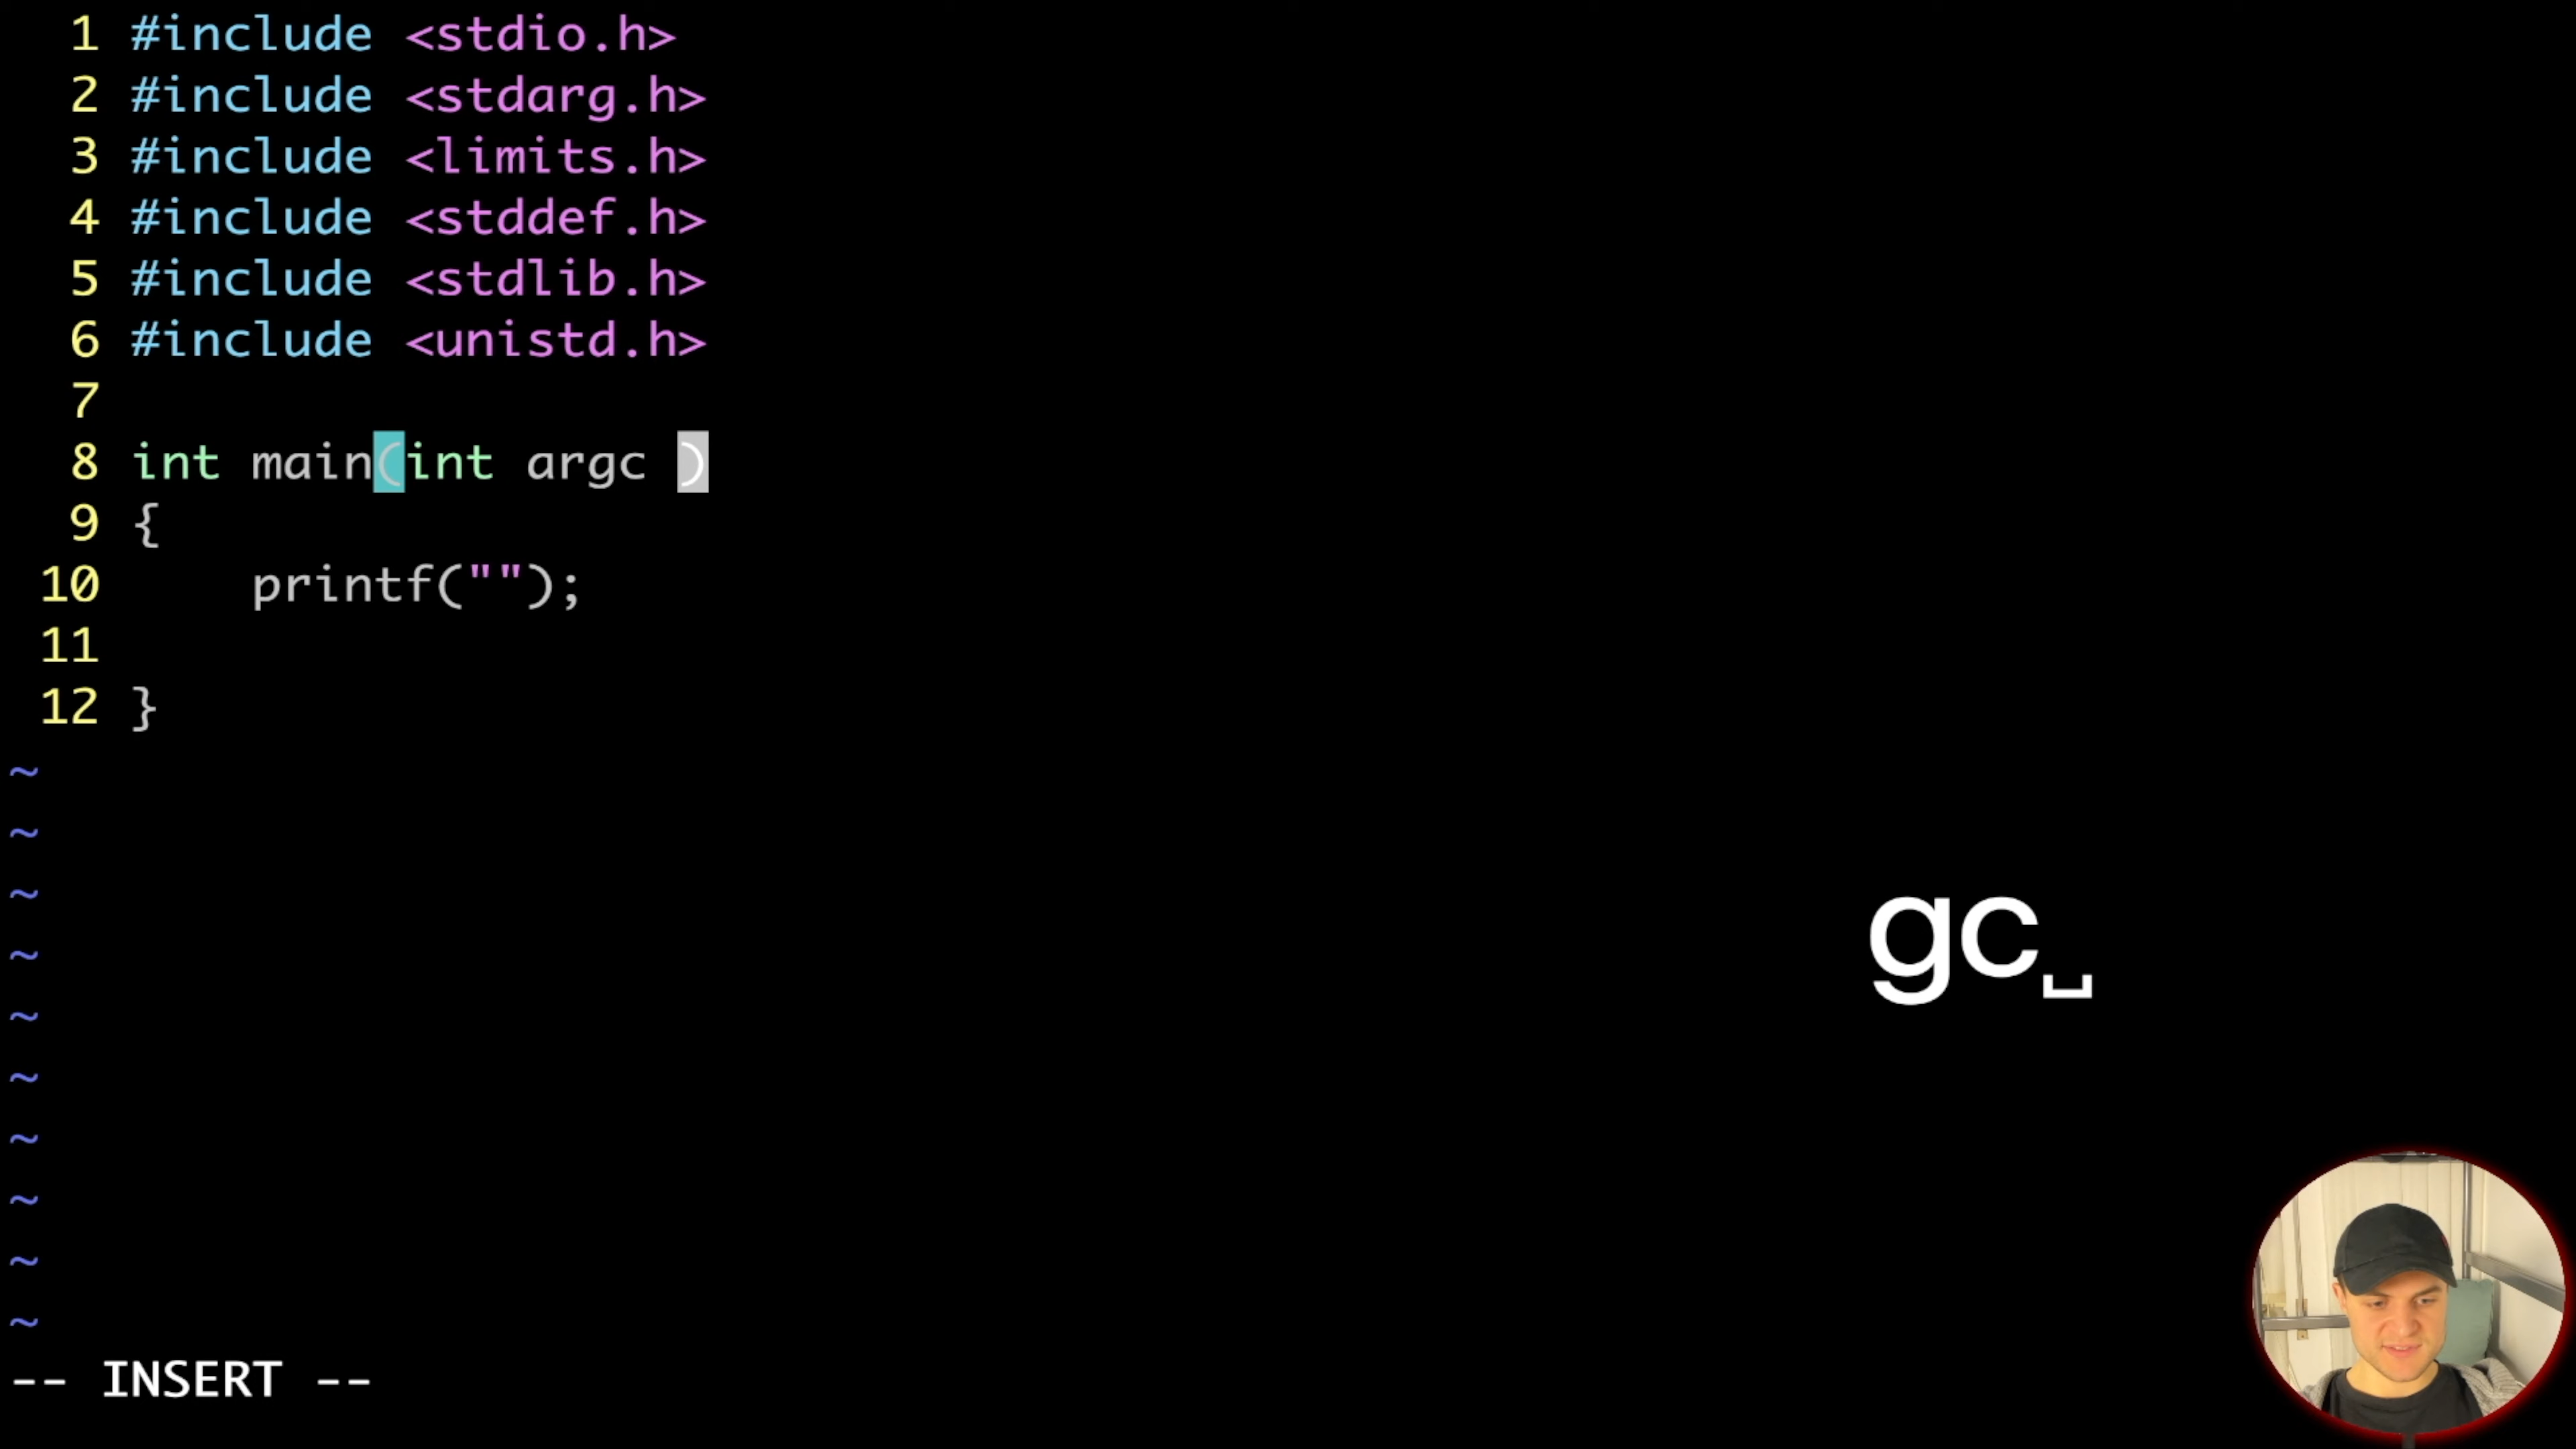 1 #include <stdio.h>
2 #include <stdarg.h>
3 #include <limits.h>
4 #include <stddef.h>
5 #include <stdlib.h>
6 #include <unistd.h>
7
8 int main(int argc )
9 {
10     printf("");
11
12 }
~
~
~
~
~
~
~
~
~
~
gc␣
-- INSERT --